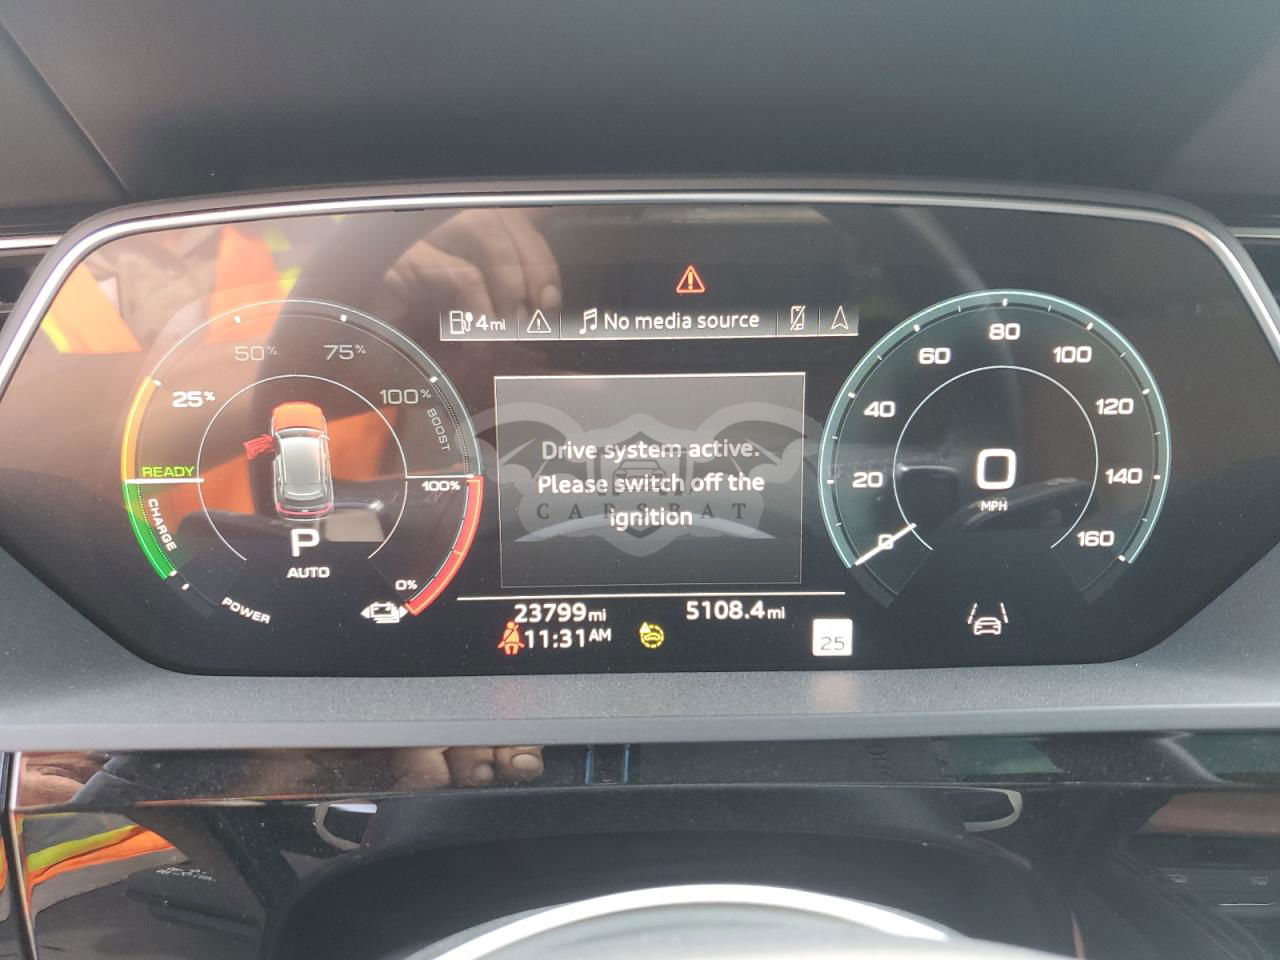 4mi
No media source
50%
75%
25%
100%
BOOST
READY
CHARGE
100%
P
AUTO
0%
POWER
Drive system active.
Please switch off the
ignition
CARSBAT
23799mi
5108.4mi
11:31AM
25
0
20
40
60
80
100
120
140
160
0
MPH